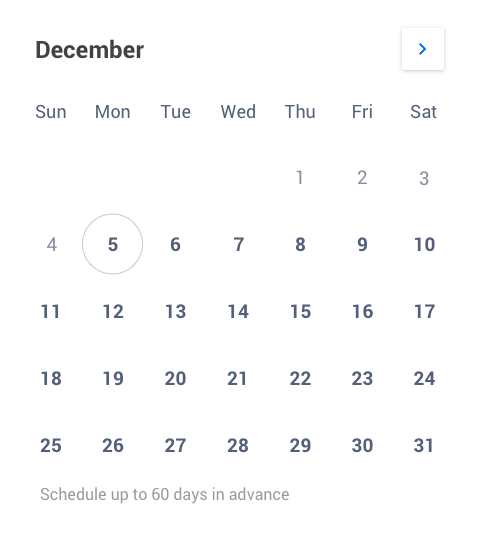 December
Sun Mon Tue Wed Thu Fri Sat
1 2 3
4 5 6 7 8 9 10
11 12 13 14 15 16 17
18 19 20 21 22 23 24
25 26 27 28 29 30 31
Schedule up to 60 days in advance